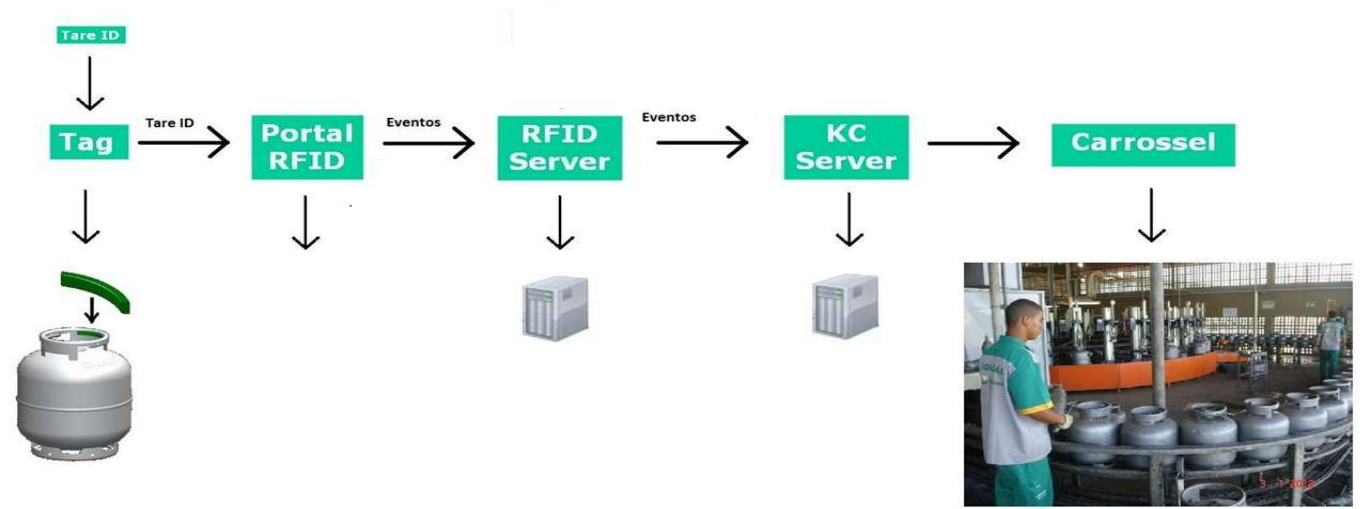 Tare ID
Tag
Tare ID
Portal
RFID
Eventos
RFID
Server
Eventos
KC
Server
Carrossel